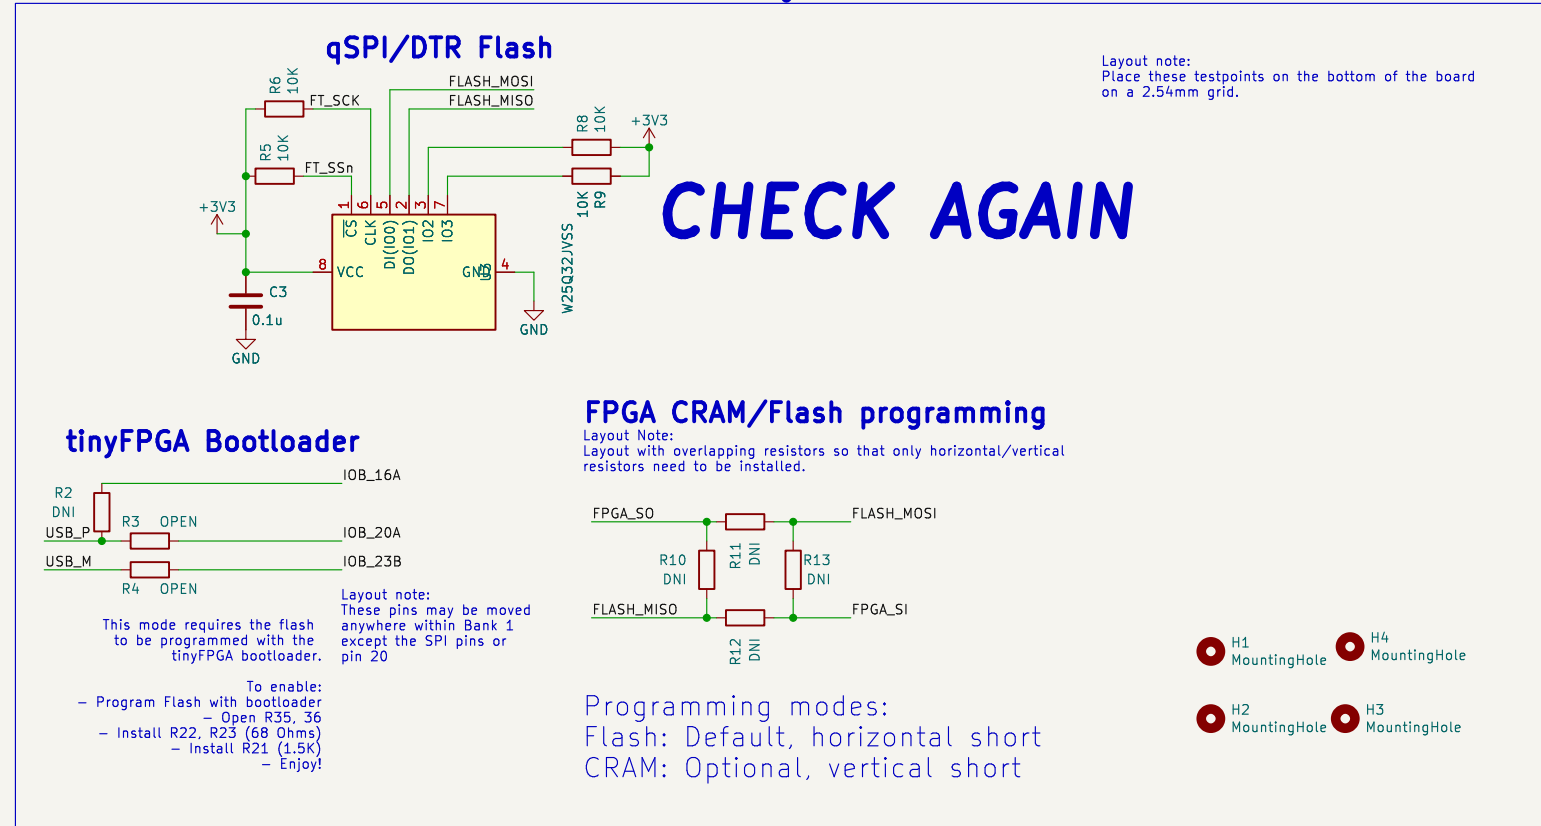 qSPI/DTR Flash
Layout note:
Place these testpoints on the bottom of the board
on a 2.54mm grid.
R6
10K
FT_SCK
FLASH_MOSI
FLASH_MISO
R5
10K
FT_SSn
R8
10K
+3V3
10K
R9
+3V3
1
6
5
2
3
7
CS
CLK
DI(IO0)
DO(IO1)
IO2
IO3
8
VCC
GND
4
W25Q32JVSS
CHECK AGAIN
C3
0.1u
GND
GND
tinyFPGA Bootloader
R2
DNI
IOB_16A
R3
OPEN
USB_P
IOB_20A
USB_M
IOB_23B
R4
OPEN
This mode requires the flash
to be programmed with the
tinyFPGA bootloader.
To enable:
– Program Flash with bootloader
– Open R35, 36
– Install R22, R23 (68 Ohms)
– Install R21 (1.5K)
– Enjoy!
Layout note:
These pins may be moved
anywhere within Bank 1
except the SPI pins or
pin 20
FPGA CRAM/Flash programming
Layout Note:
Layout with overlapping resistors so that only horizontal/vertical
resistors need to be installed.
FPGA_SO
FLASH_MOSI
R11
DNI
R10
DNI
R13
DNI
FLASH_MISO
FPGA_SI
R12
DNI
Programming modes:
Flash: Default, horizontal short
CRAM: Optional, vertical short
H1
MountingHole
H4
MountingHole
H2
MountingHole
H3
MountingHole